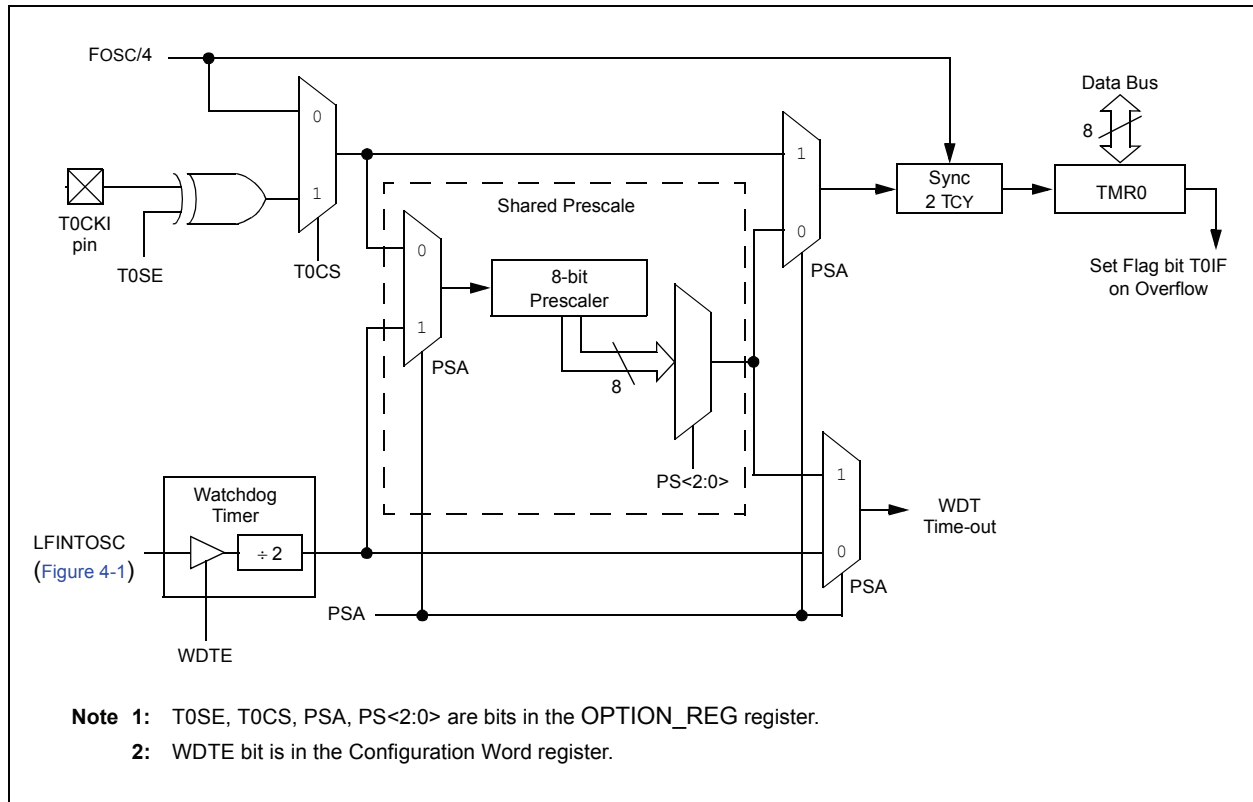 FOSC/4
Data Bus
8
0
1
T0CKI
pin
T0SE
T0CS
Shared Prescale
0
1
PSA
8-bit
Prescaler
8
PS<2:0>
1
0
PSA
Sync
2 TCY
TMR0
Set Flag bit T0IF
on Overflow
Watchdog
Timer
LFINTOSC
(Figure 4-1)
÷ 2
WDTE
PSA
1
0
PSA
WDT
Time-out
Note 1: T0SE, T0CS, PSA, PS<2:0> are bits in the OPTION_REG register.
2: WDTE bit is in the Configuration Word register.